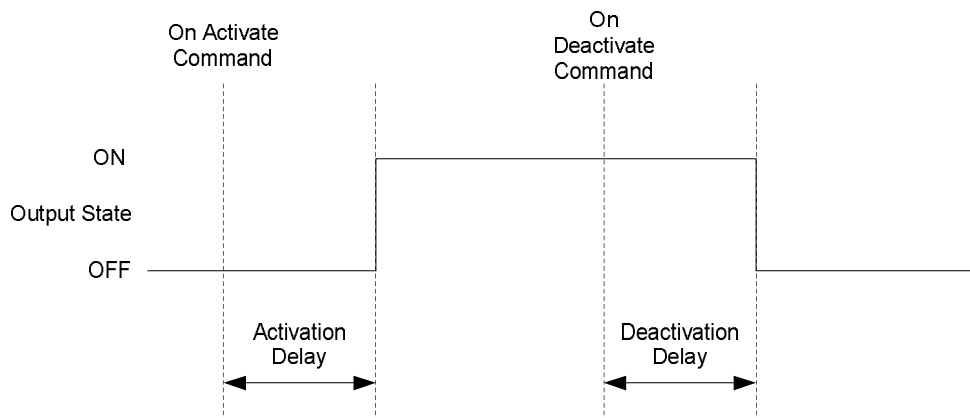 On Activate
Command
On
Deactivate
Command
ON
Output State
OFF
Activation
Delay
Deactivation
Delay